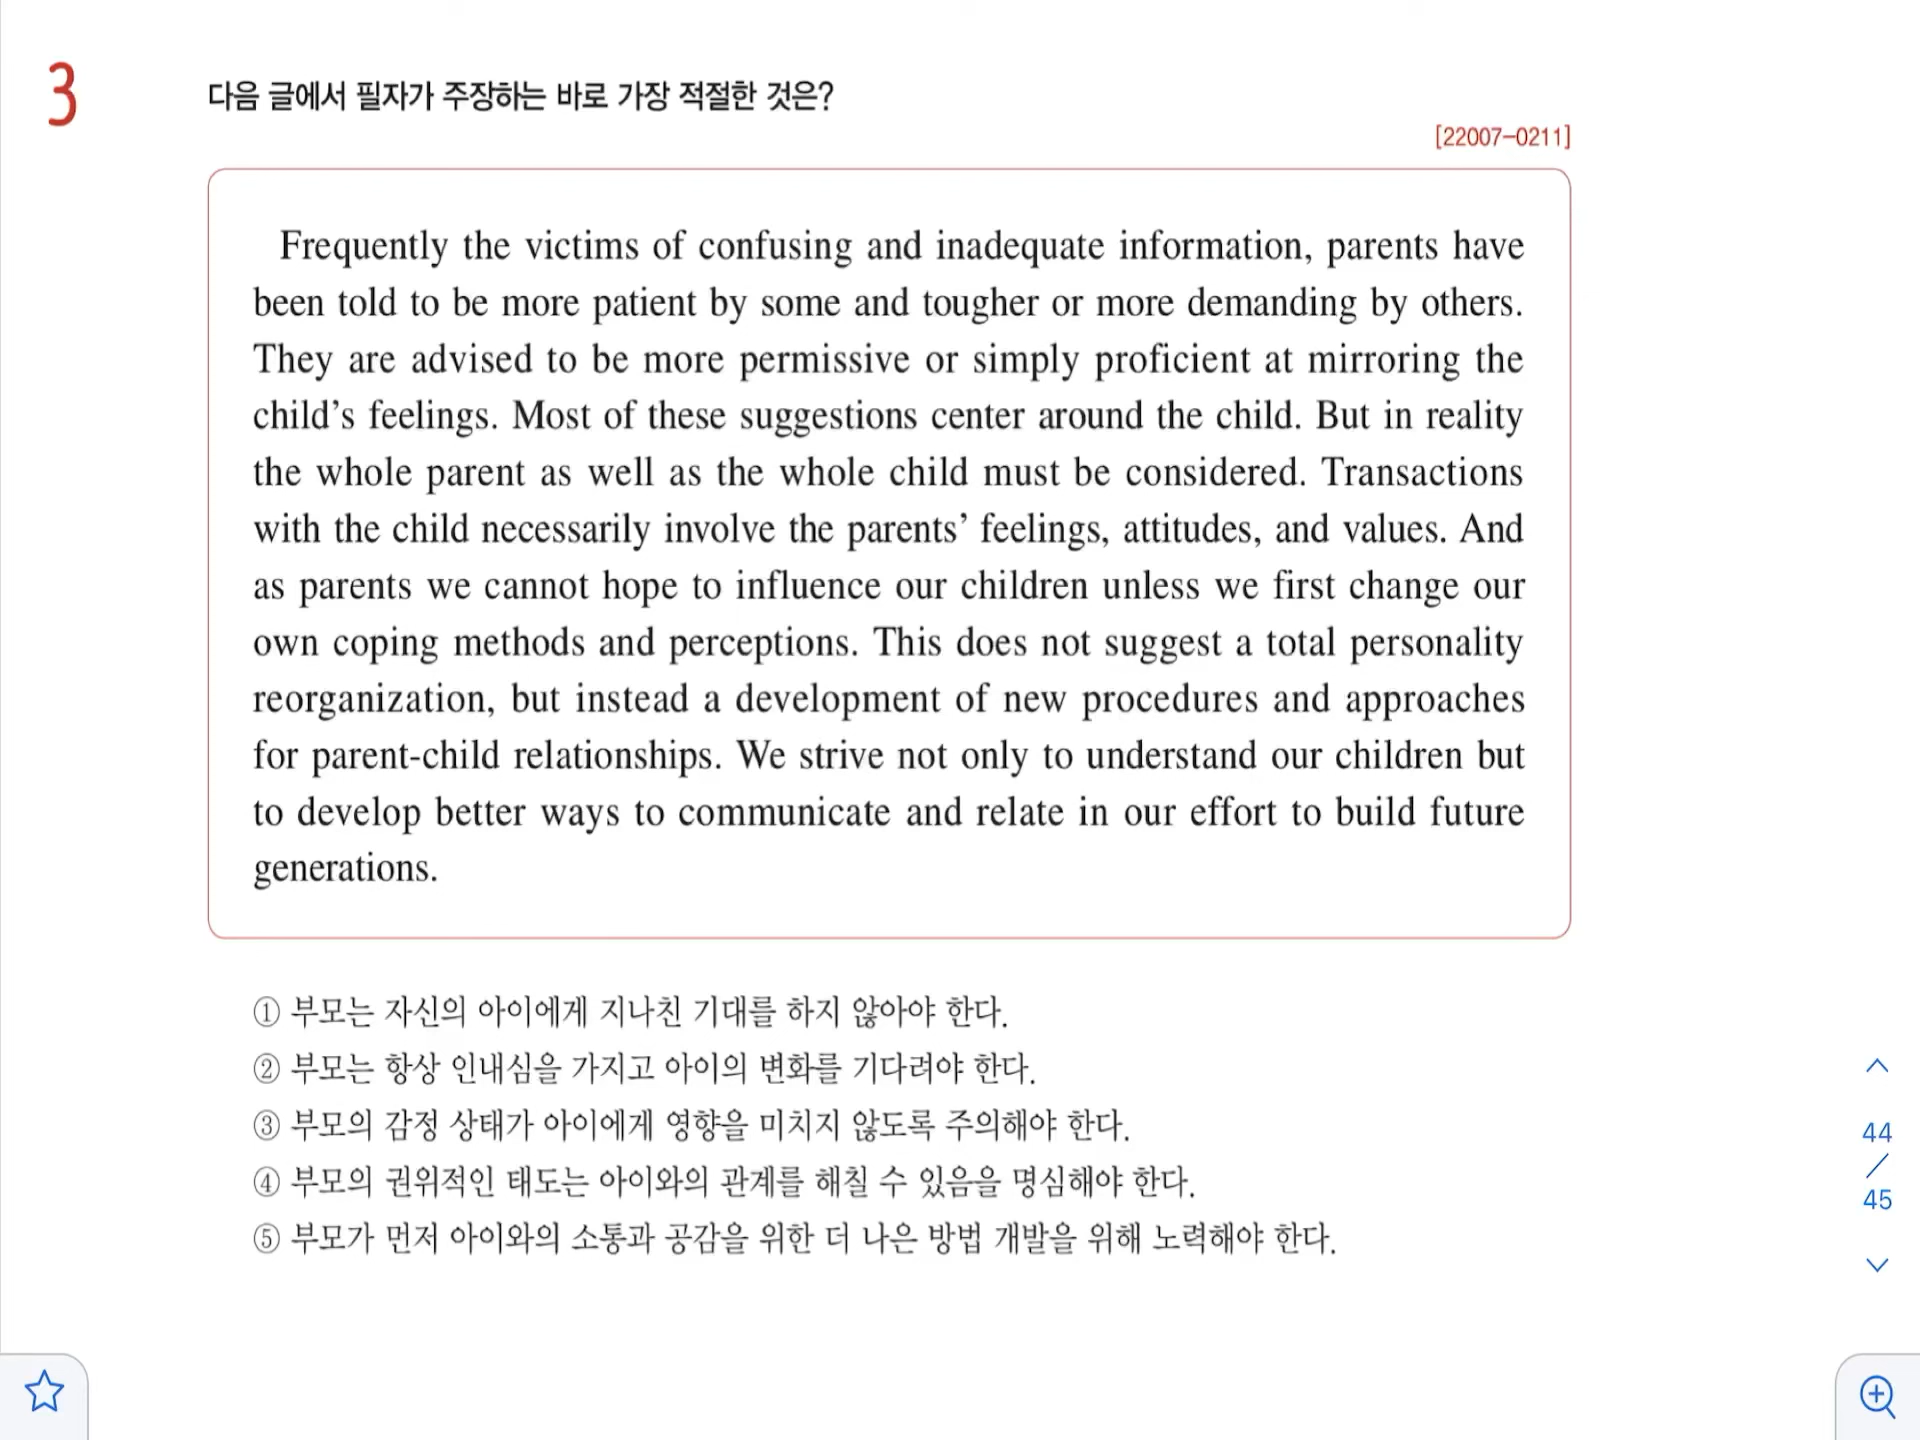 3
다음 글에서 필자가 주장하는 바로 가장 적절한 것은?
[22007-0211]
Frequently the victims of confusing and inadequate information, parents have
been told to be more patient by some and tougher or more demanding by others.
They are advised to be more permissive or simply proficient at mirroring the
child's feelings. Most of these suggestions center around the child. But in reality
the whole parent as well as the whole child must be considered. Transactions
with the child necessarily involve the parents' feelings, attitudes, and values. And
as parents we cannot hope to influence our children unless we first change our
own coping methods and perceptions. This does not suggest a total personality
reorganization, but instead a development of new procedures and approaches
for parent-child relationships. We strive not only to understand our children but
to develop better ways to communicate and relate in our effort to build future
generations.
① 부모는 자신의 아이에게 지나친 기대를 하지 않아야 한다.
② 부모는 항상 인내심을 가지고 아이의 변화를 기다려야 한다.
③ 부모의 감정 상태가 아이에게 영향을 미치지 않도록 주의해야 한다.
④ 부모의 권위적인 태도는 아이와의 관계를 해칠 수 있음을 명심해야 한다.
⑤ 부모가 먼저 아이와의 소통과 공감을 위한 더 나은 방법 개발을 위해 노력해야 한다.
44
/
45